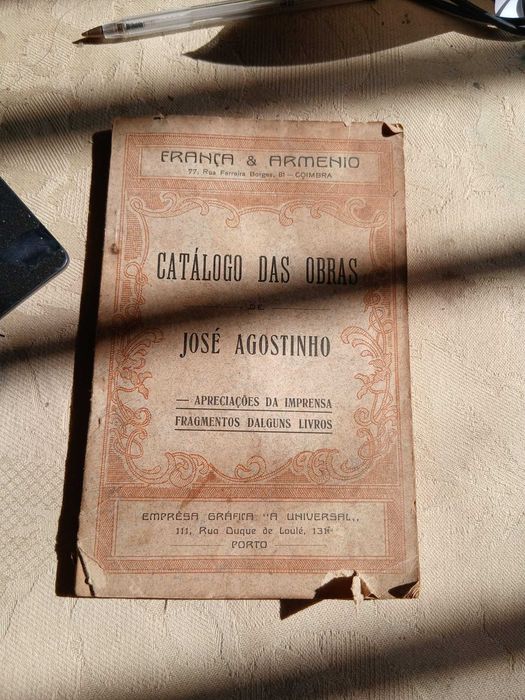 FRANÇA & ARMENIO
77, Rua Ferreira Borges, 81 — COIMBRA
CATÁLOGO DAS OBRAS
DE
JOSÉ AGOSTINHO
— APRECIAÇÕES DA IMPRENSA
FRAGMENTOS DALGUNS LIVROS
EMPRÊSA GRÁFICA "A UNIVERSAL„
111, Rua Duque de Loulé, 131
PORTO